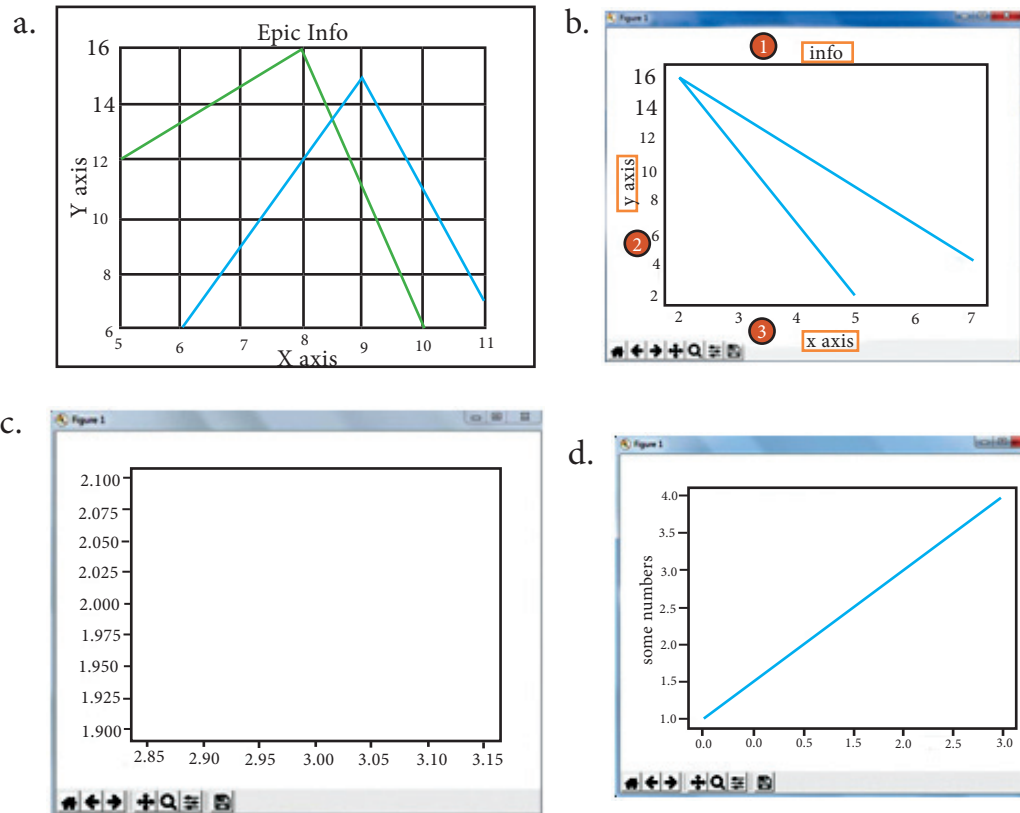 a.
Epic Info
16
14
12
10
8
6
Y axis
5 6 7 8 9 10 11
X axis
b.
Figure 1
1
info
16
14
12
10
8
6
4
2
y axis
2
2 3 4 5 6 7
3
x axis
c.
Figure 1
2.100
2.075
2.050
2.025
2.000
1.975
1.950
1.925
1.900
2.85 2.90 2.95 3.00 3.05 3.10 3.15
d.
Figure 1
4.0
3.5
3.0
2.5
2.0
1.5
1.0
some numbers
0.0 0.0 0.5 1.5 2.0 2.5 3.0